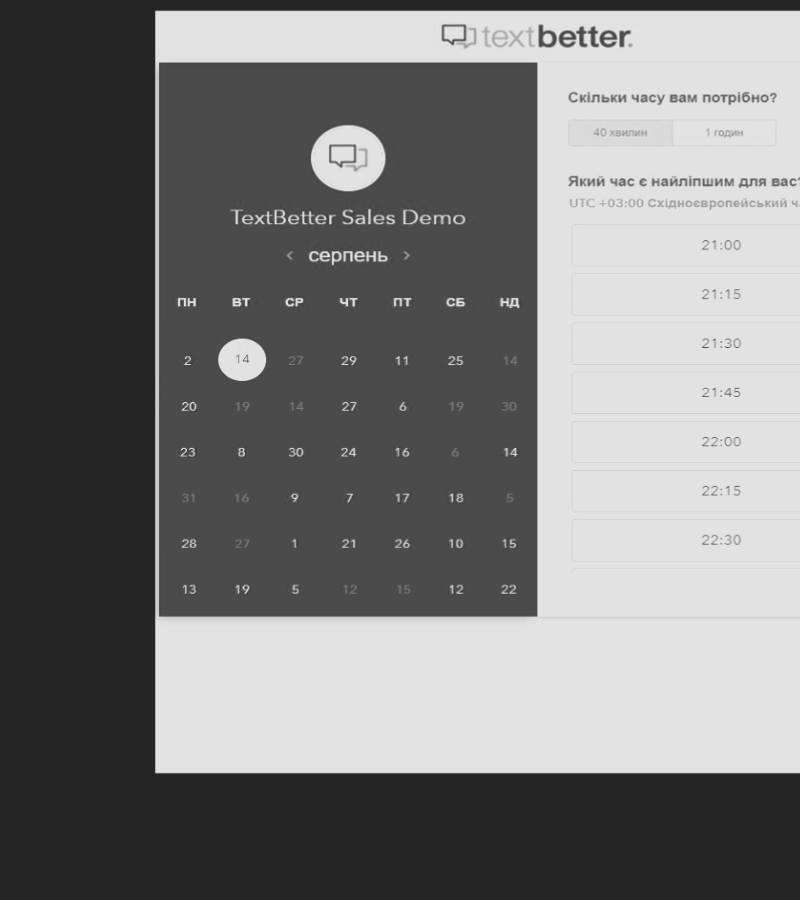 textbetter.
TextBetter Sales Demo
‹ серпень ›
ПН ВТ СР ЧТ ПТ СБ НД
2 14 27 29 11 25 14
20 19 14 27 6 19 30
23 8 30 24 16 6 14
31 16 9 7 17 18 5
28 27 1 21 26 10 15
13 19 5 12 15 12 22
Скільки часу вам потрібно?
40 хвилин 1 годин
Який час є найліпшим для вас?
UTC +03:00 Східноєвропейський ча
21:00
21:15
21:30
21:45
22:00
22:15
22:30